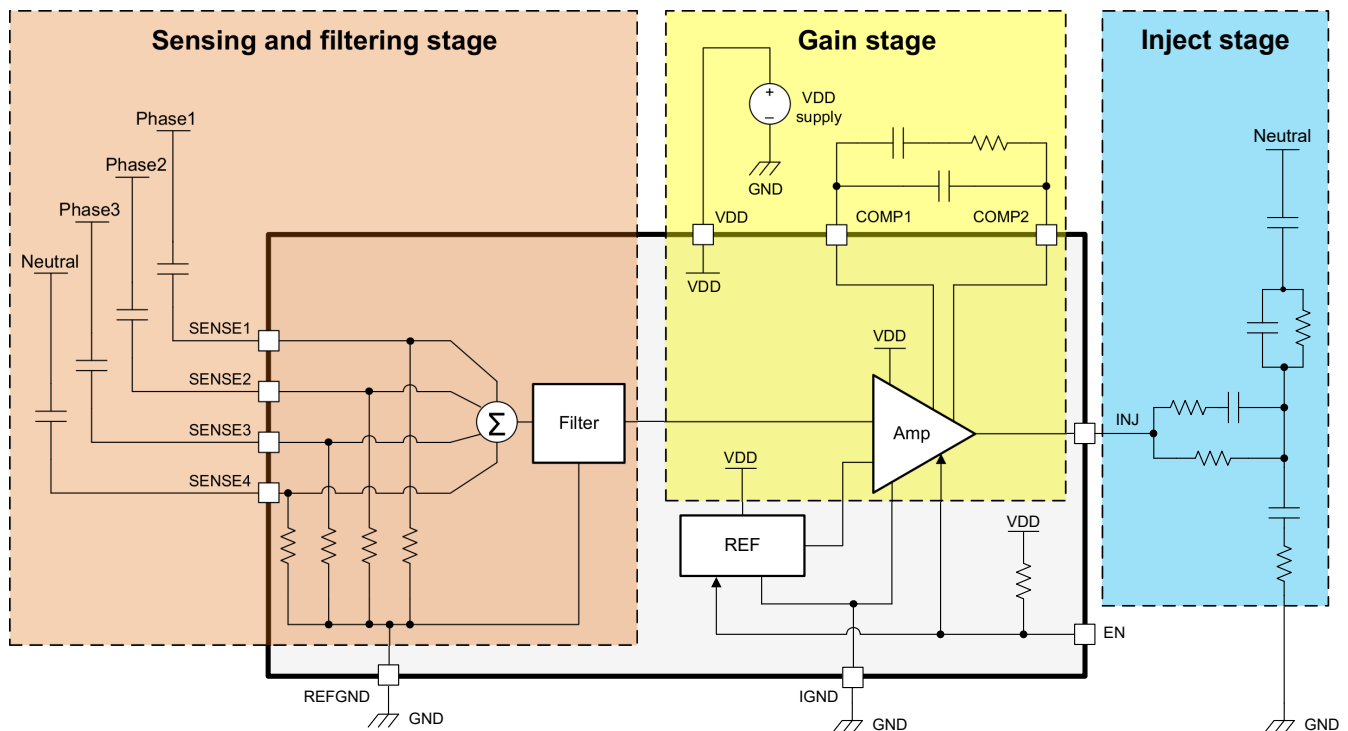 Sensing and filtering stage
Gain stage
Inject stage
Phase1
Phase2
Phase3
Neutral
SENSE1
SENSE2
SENSE3
SENSE4
Σ
Filter
REFGND
GND
VDD
supply
+
–
GND
VDD
VDD
COMP1
COMP2
VDD
Amp
VDD
REF
VDD
EN
IGND
GND
INJ
Neutral
GND